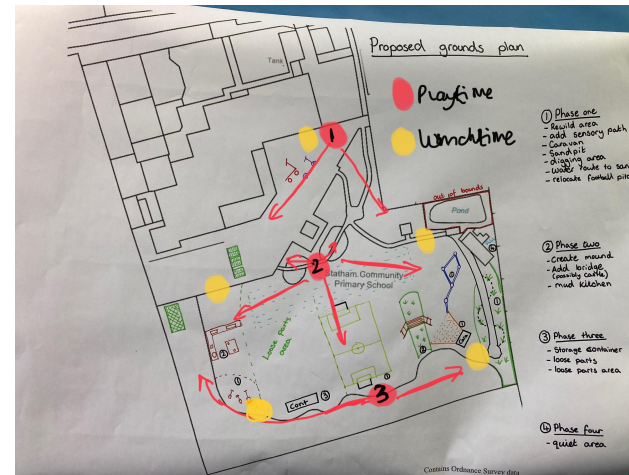 Proposed grounds plan
Tank
Playtime
Lunchtime
① Phase one
- Rewild area
- add sensory path
- Caravan
- Sandpit
- digging area
- water route to san
- relocate football pitc
1
out of bounds
Pond
② Phase two
- Create mound
- Add bridge
(possibly castle)
- mud kitchen
2
Statham Community
Primary School
Loose parts
area
③ Phase three
- Storage container
- loose parts
- loose parts area
Cont ③
3
④ Phase four
- quiet area
Contains Ordnance Survey data